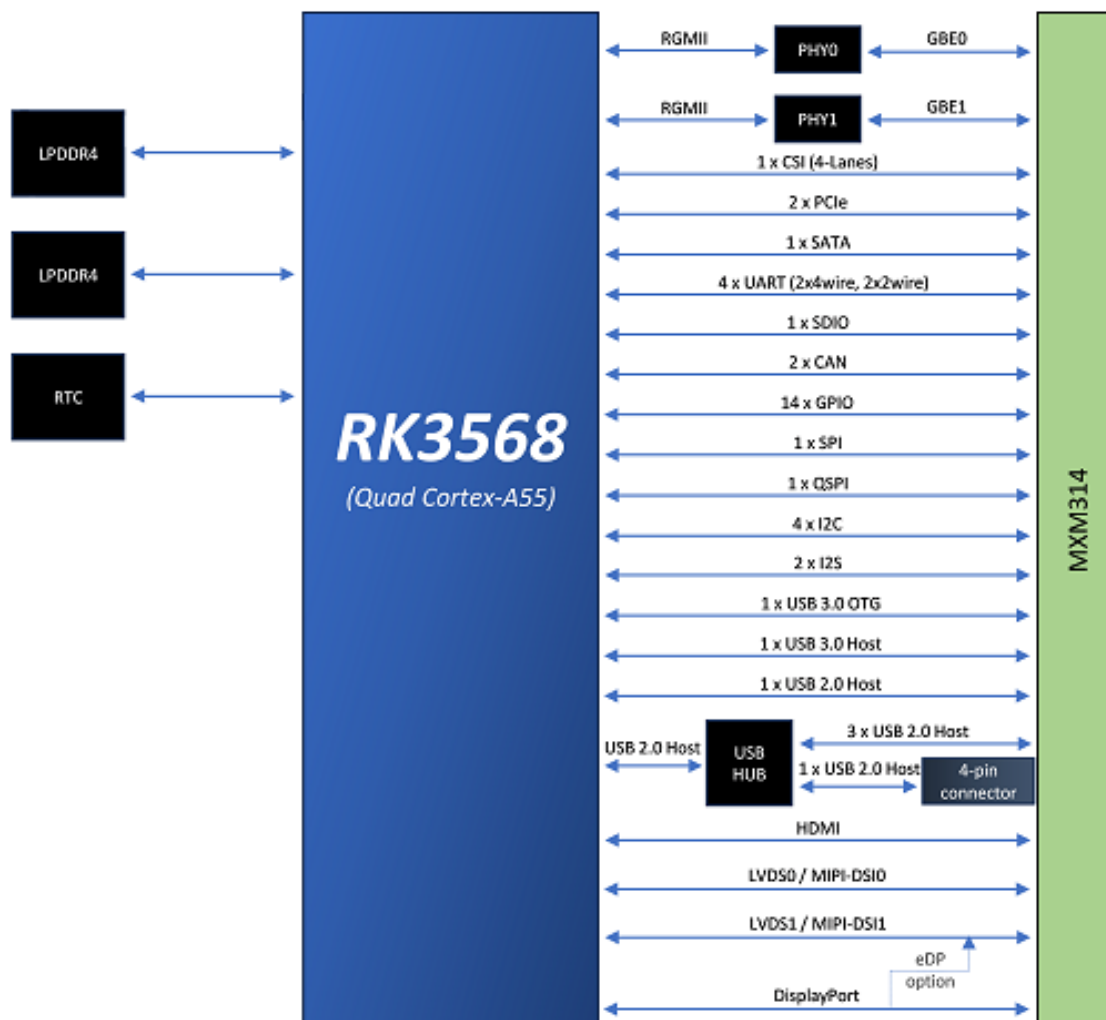 RGMII
PHY0
GBE0
RGMII
PHY1
GBE1
LPDDR4
1 x CSI (4-Lanes)
2 x PCIe
1 x SATA
LPDDR4
4 x UART (2x4wire, 2x2wire)
1 x SDIO
2 x CAN
RTC
14 x GPIO
RK3568
(Quad Cortex-A55)
1 x SPI
1 x QSPI
4 x I2C
2 x I2S
MXM314
1 x USB 3.0 OTG
1 x USB 3.0 Host
1 x USB 2.0 Host
USB 2.0 Host
USB
HUB
3 x USB 2.0 Host
1 x USB 2.0 Host
4-pin
connector
HDMI
LVDS0 / MIPI-DSI0
LVDS1 / MIPI-DSI1
eDP
option
DisplayPort